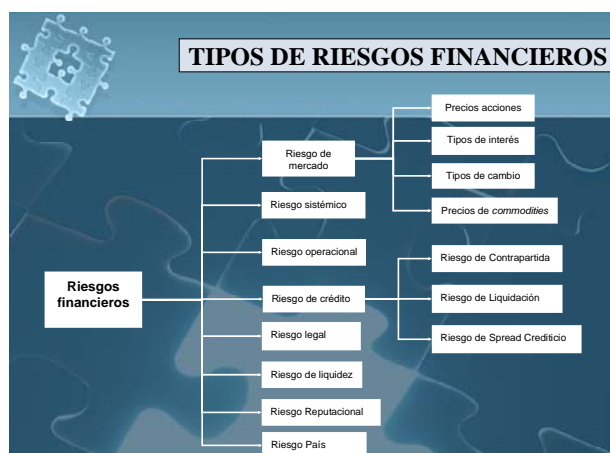 TIPOS DE RIESGOS FINANCIEROS
Riesgos
financieros
Riesgo de
mercado
Precios acciones
Tipos de interés
Tipos de cambio
Precios de commodities
Riesgo sistémico
Riesgo operacional
Riesgo de crédito
Riesgo de Contrapartida
Riesgo de Liquidación
Riesgo de Spread Crediticio
Riesgo legal
Riesgo de liquidez
Riesgo Reputacional
Riesgo País